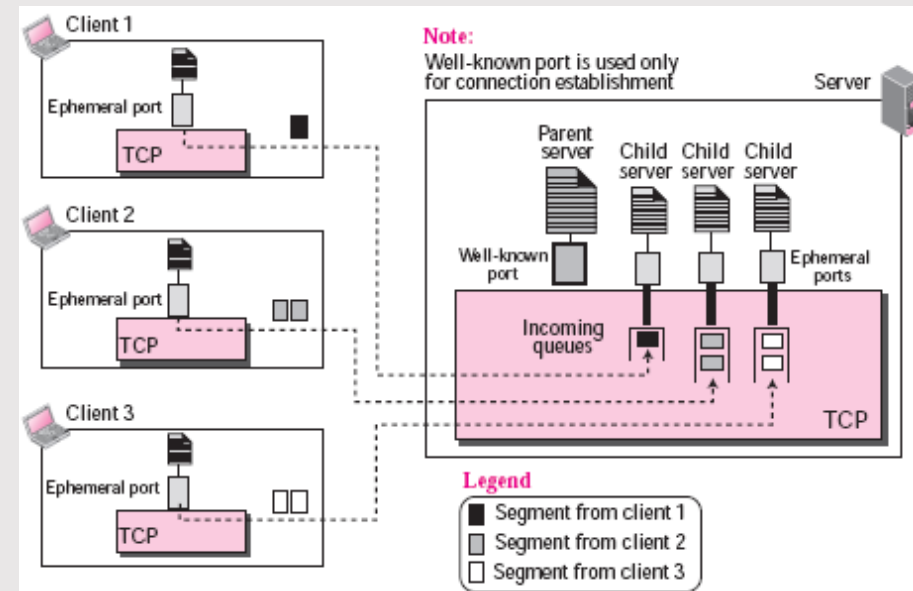 Client 1
Ephemeral port
TCP
Client 2
Ephemeral port
TCP
Client 3
Ephemeral port
TCP
Note:
Well-known port is used only
for connection establishment
Server
Parent
server
Child
server
Child
server
Child
server
Well-known
port
Ephemeral
ports
Incoming
queues
TCP
Legend
Segment from client 1
Segment from client 2
Segment from client 3